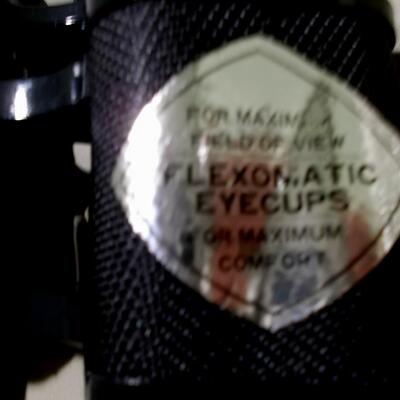 FOR MAXIMUM
FIELD OF VIEW
FLEXOMATIC
EYECUPS
FOR MAXIMUM
COMFORT